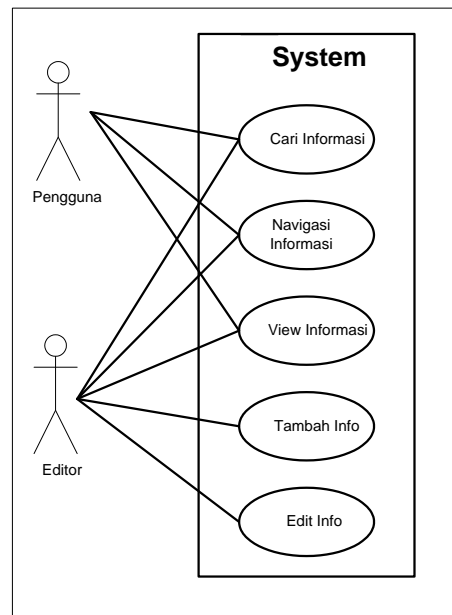 System
Cari Informasi
Pengguna
Navigasi
Informasi
View Informasi
Tambah Info
Editor
Edit Info